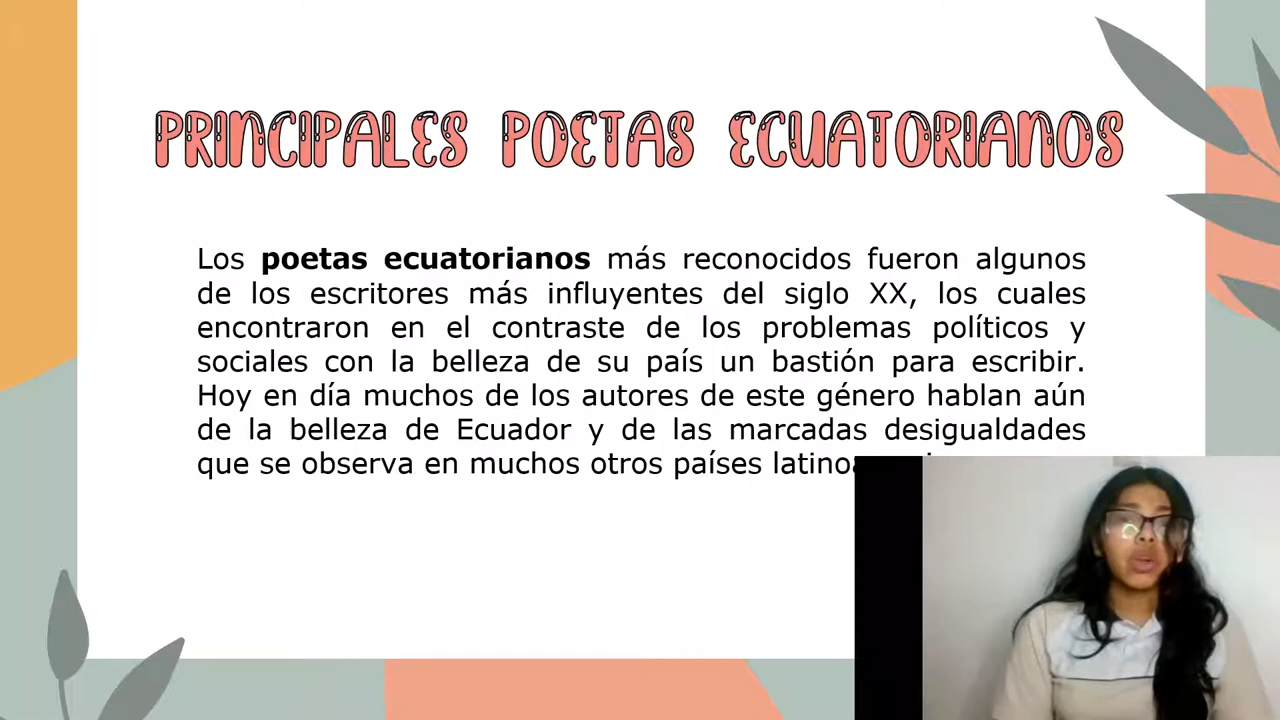 PRINCIPALES POETAS ECUATORIANOS
Los poetas ecuatorianos más reconocidos fueron algunos
de los escritores más influyentes del siglo XX, los cuales
encontraron en el contraste de los problemas políticos y
sociales con la belleza de su país un bastión para escribir.
Hoy en día muchos de los autores de este género hablan aún
de la belleza de Ecuador y de las marcadas desigualdades
que se observa en muchos otros países